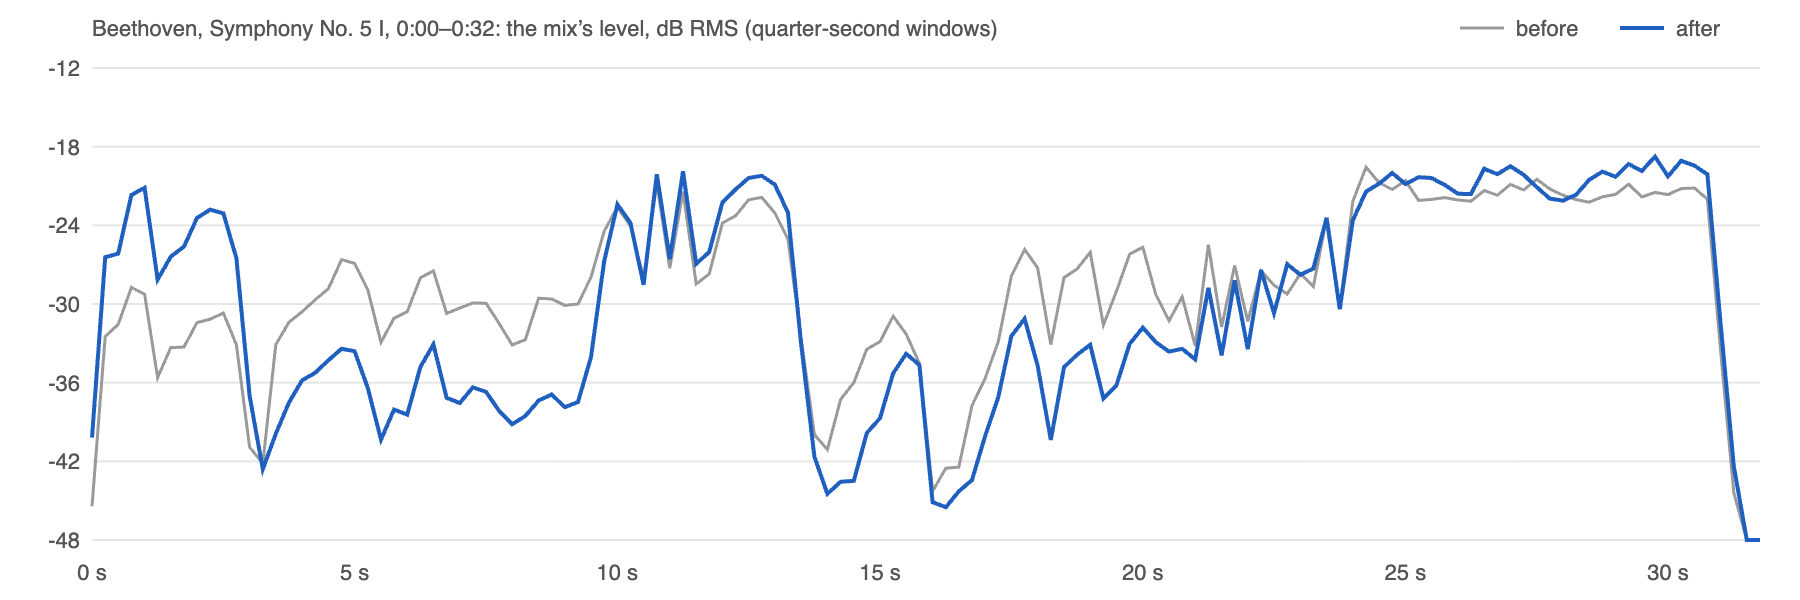 Beethoven, Symphony No. 5 I, 0:00–0:32: the mix’s level, dB RMS (quarter-second windows)
before
after
-12
-18
-24
-30
-36
-42
-48
0 s
5 s
10 s
15 s
20 s
25 s
30 s